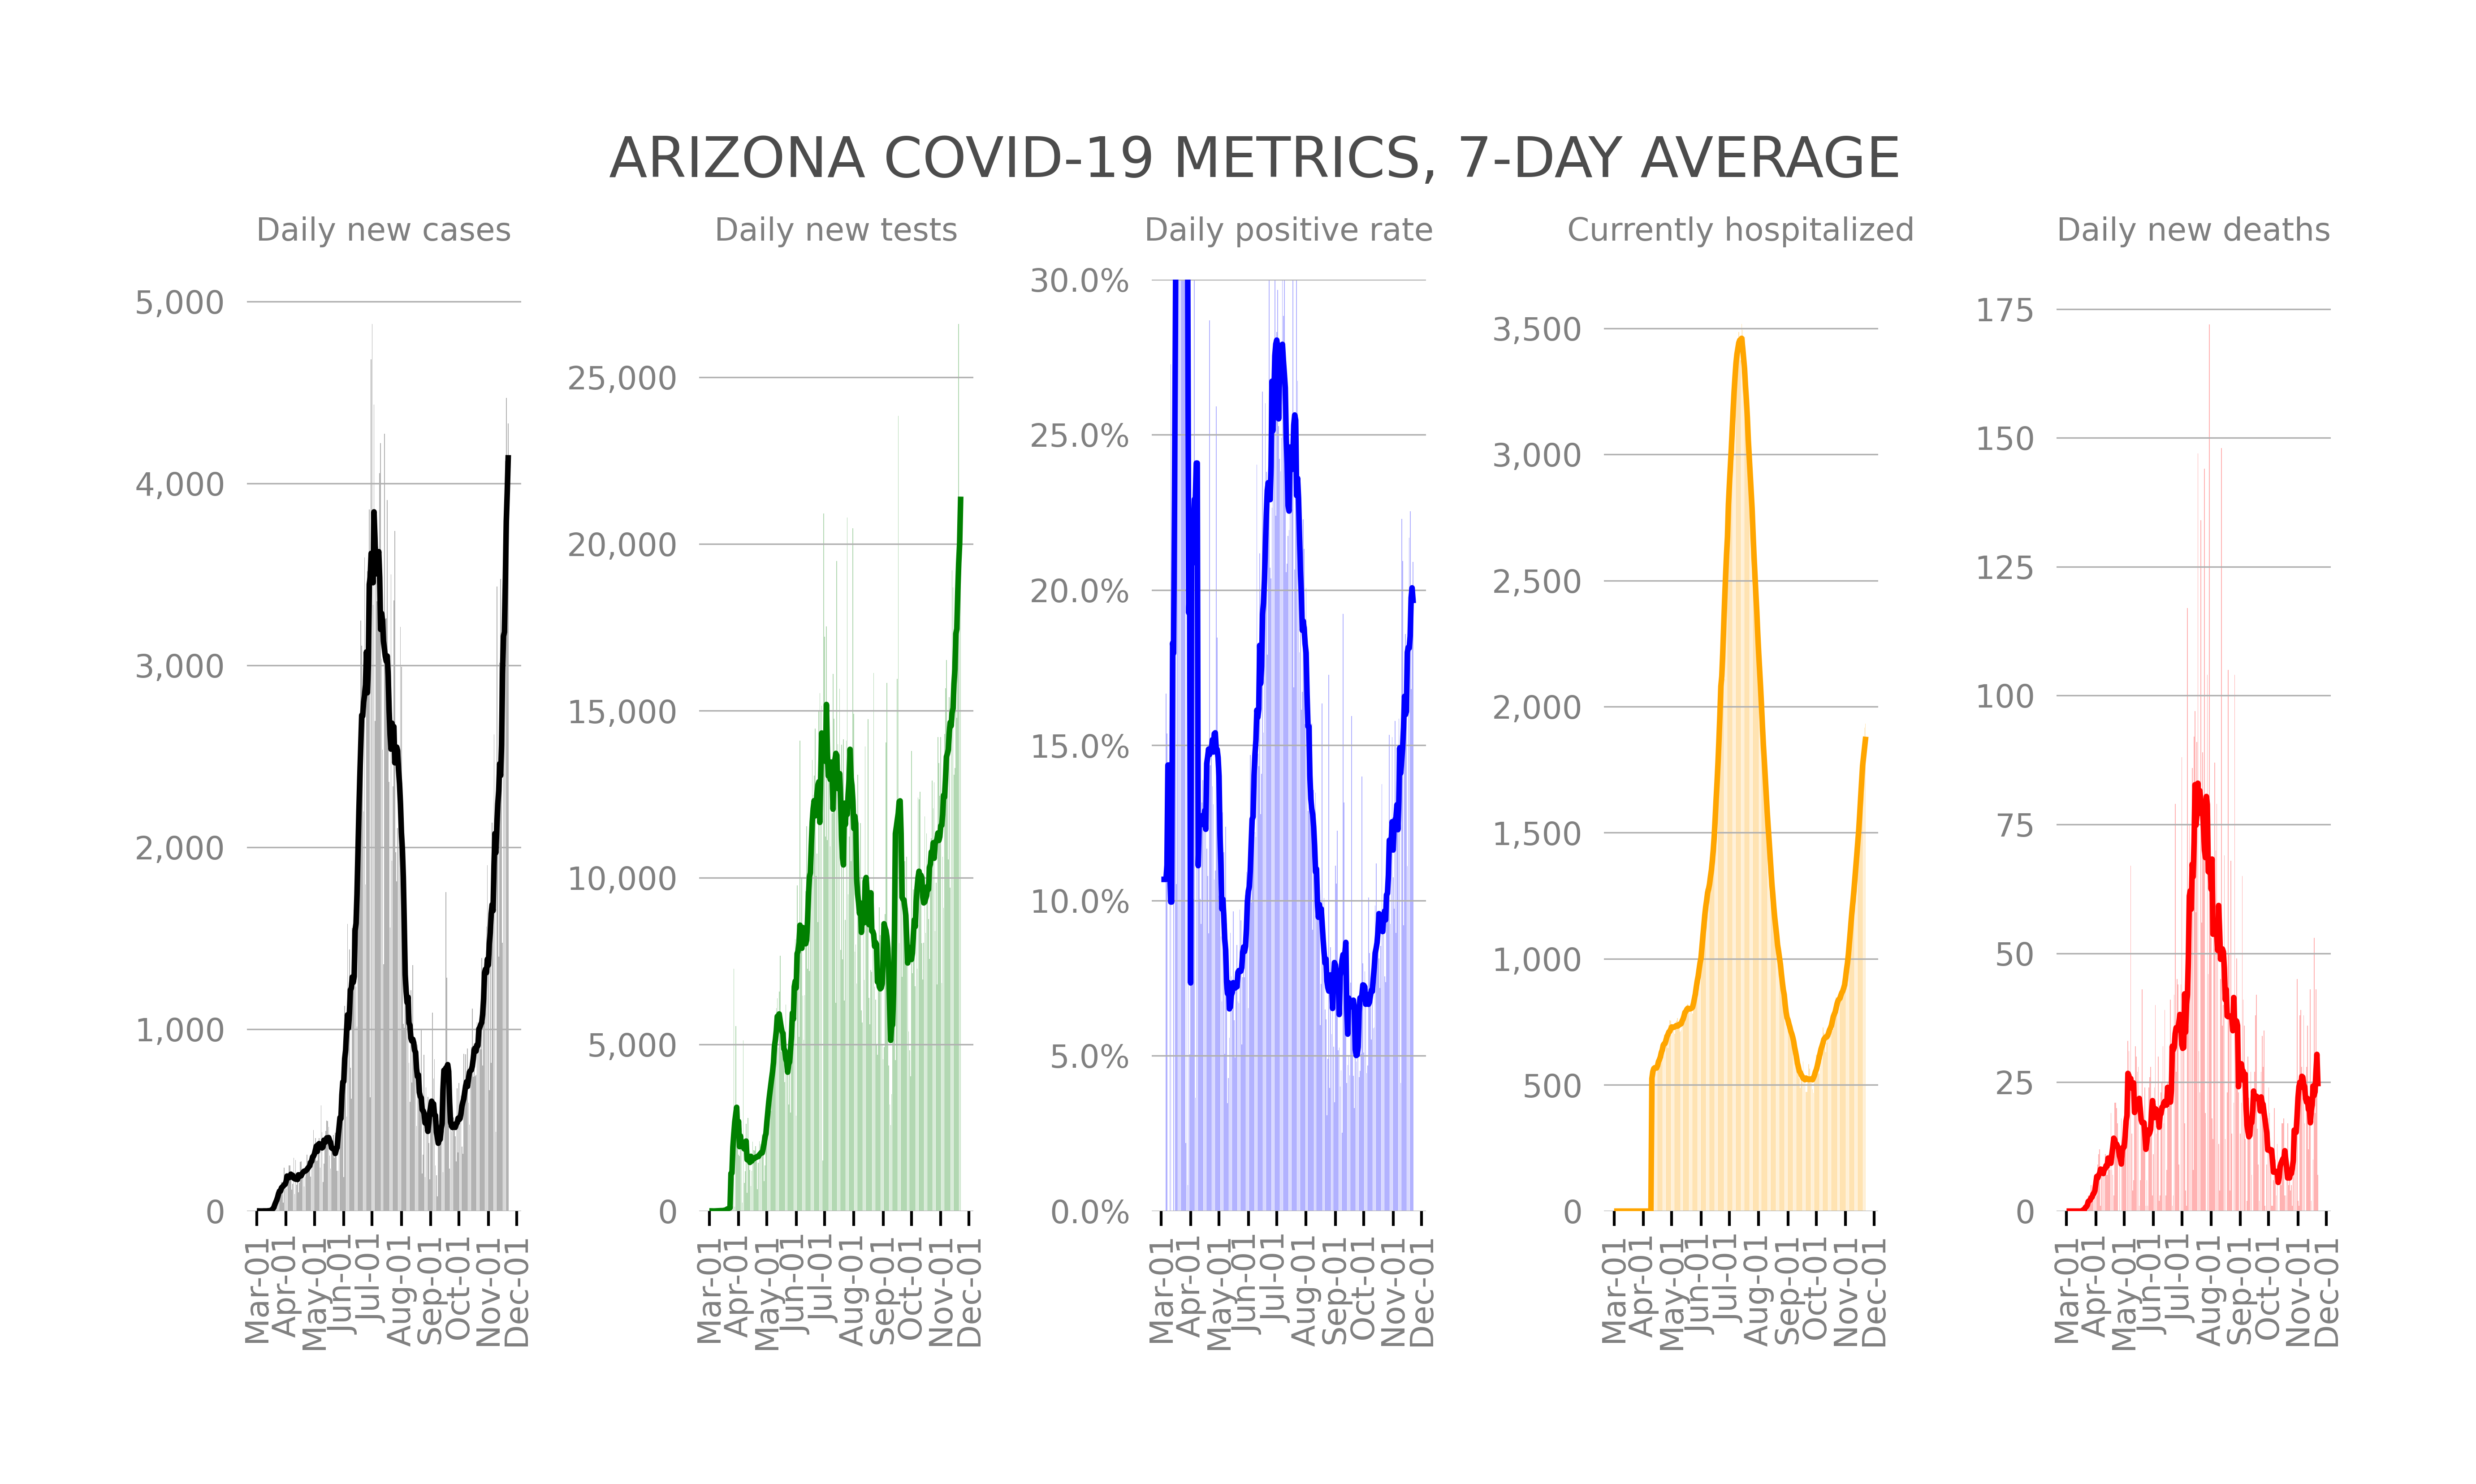 ARIZONA COVID-19 METRICS, 7-DAY AVERAGE
Daily new cases
5,000
4,000
3,000
2,000
1,000
0
Mar-01
Apr-01
May-01
Jun-01
Jul-01
Aug-01
Sep-01
Oct-01
Nov-01
Dec-01
Daily new tests
25,000
20,000
15,000
10,000
5,000
0
Mar-01
Apr-01
May-01
Jun-01
Jul-01
Aug-01
Sep-01
Oct-01
Nov-01
Dec-01
Daily positive rate
30.0%
25.0%
20.0%
15.0%
10.0%
5.0%
0.0%
Mar-01
Apr-01
May-01
Jun-01
Jul-01
Aug-01
Sep-01
Oct-01
Nov-01
Dec-01
Currently hospitalized
3,500
3,000
2,500
2,000
1,500
1,000
500
0
Mar-01
Apr-01
May-01
Jun-01
Jul-01
Aug-01
Sep-01
Oct-01
Nov-01
Dec-01
Daily new deaths
175
150
125
100
75
50
25
0
Mar-01
Apr-01
May-01
Jun-01
Jul-01
Aug-01
Sep-01
Oct-01
Nov-01
Dec-01